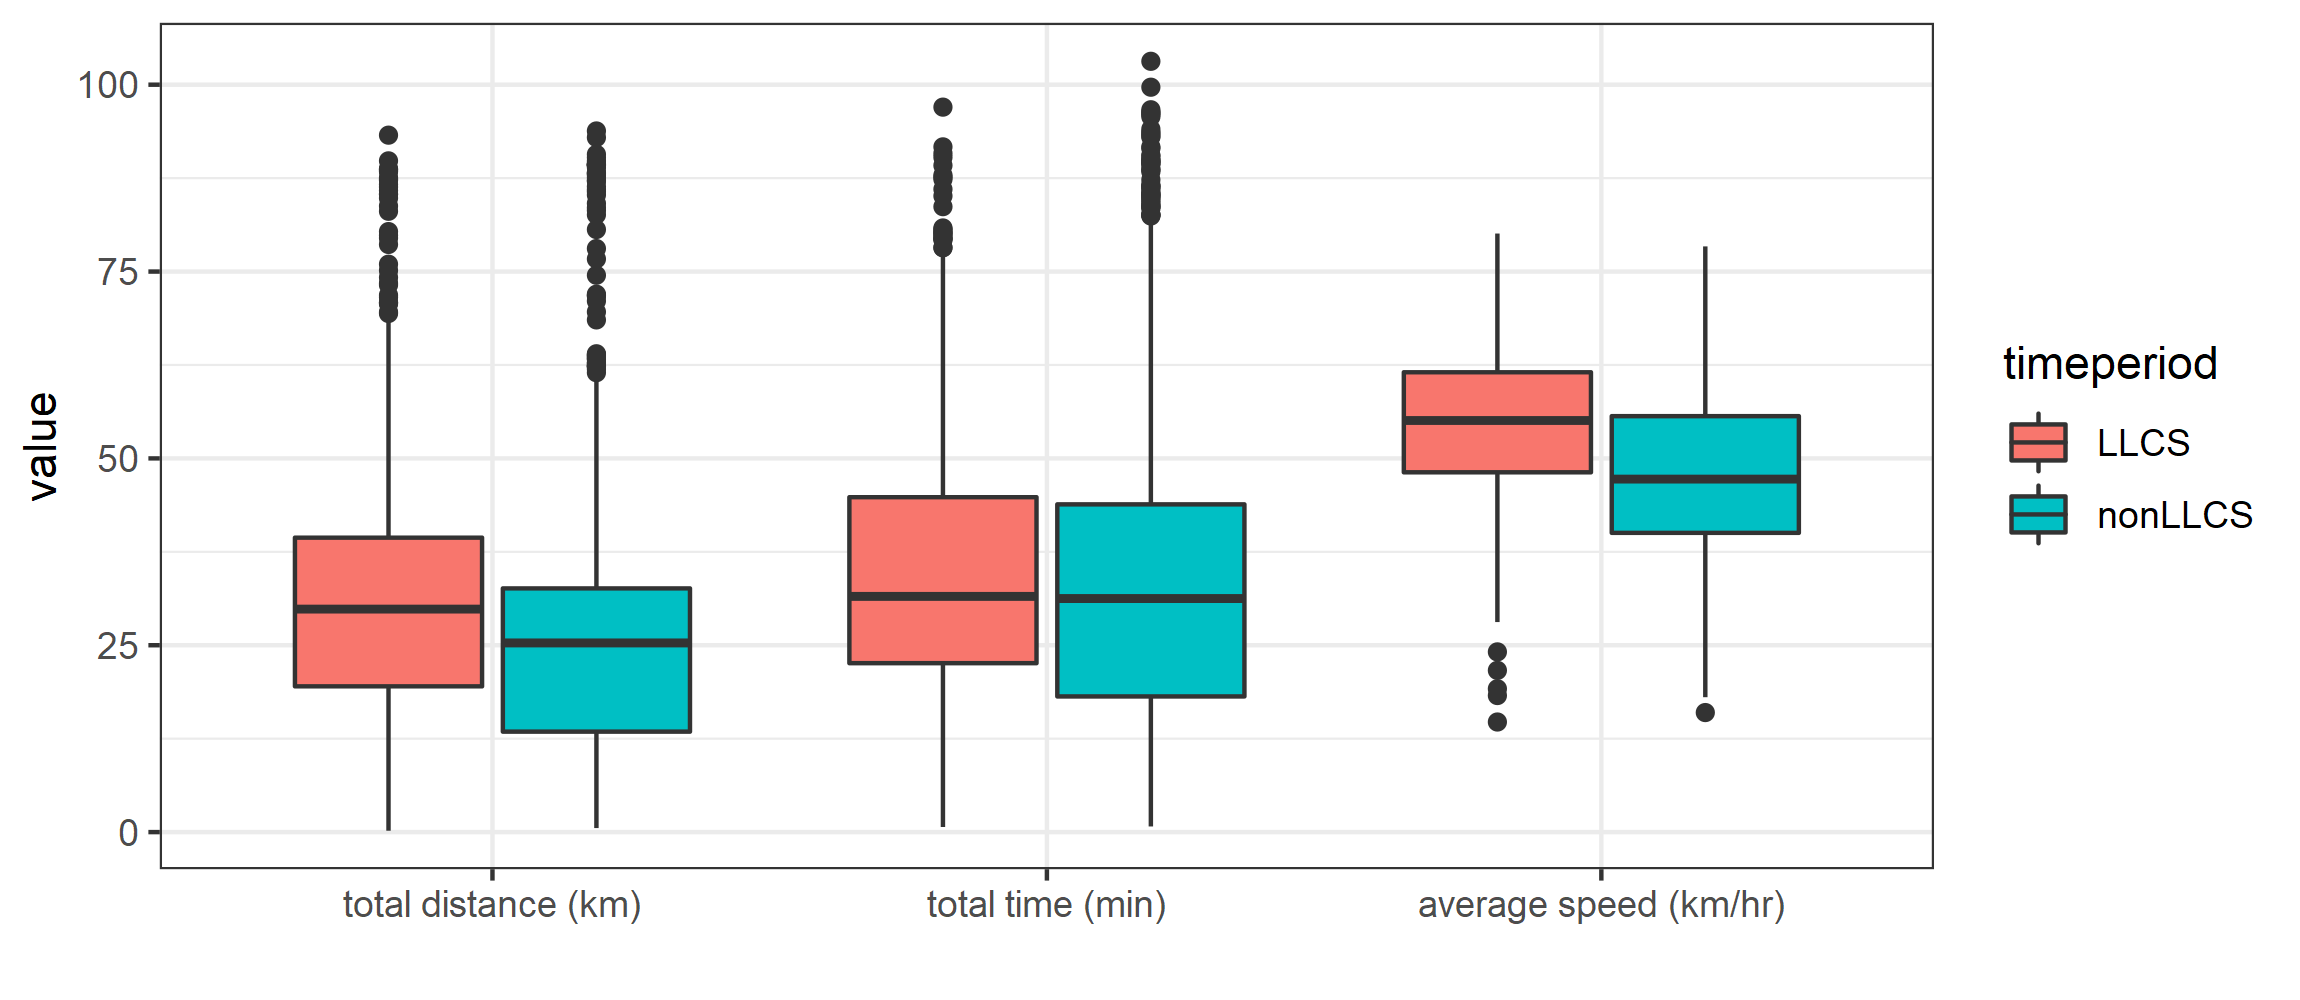 100
75
50
25
0
value
total distance (km)
total time (min)
average speed (km/hr)
timeperiod
LLCS
nonLLCS